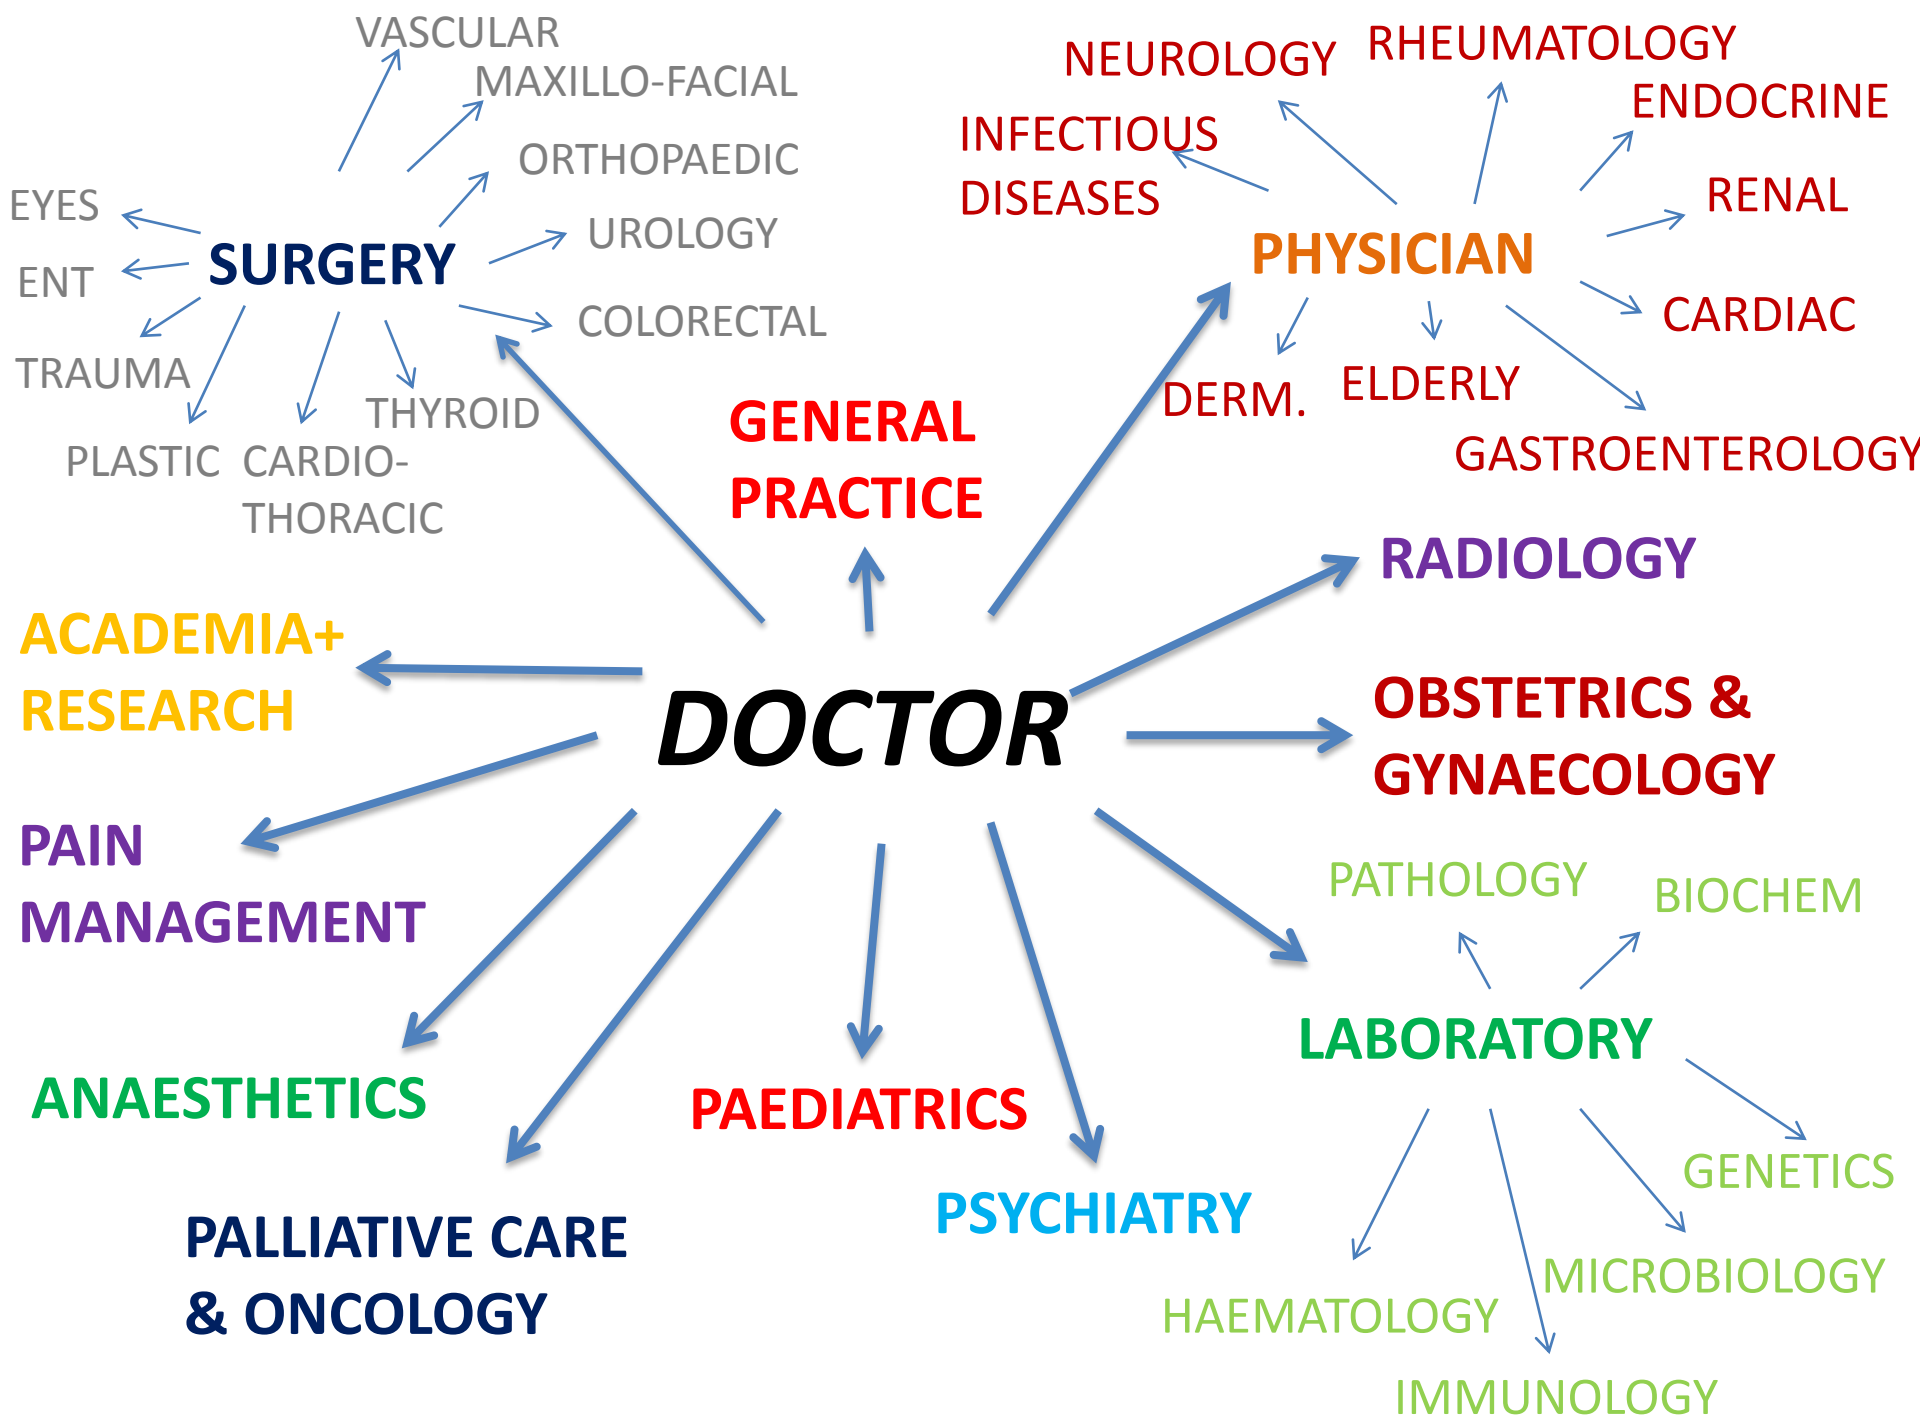 VASCULAR
MAXILLO-FACIAL
ORTHOPAEDIC
EYES
UROLOGY
SURGERY
ENT
COLORECTAL
TRAUMA
THYROID
PLASTIC
CARDIO-
THORACIC
NEUROLOGY
RHEUMATOLOGY
ENDOCRINE
INFECTIOUS
DISEASES
RENAL
PHYSICIAN
CARDIAC
DERM.
ELDERLY
GASTROENTEROLOGY
GENERAL
PRACTICE
RADIOLOGY
ACADEMIA+
RESEARCH
DOCTOR
OBSTETRICS &
GYNAECOLOGY
PAIN
MANAGEMENT
PATHOLOGY
BIOCHEM
LABORATORY
ANAESTHETICS
PAEDIATRICS
GENETICS
PSYCHIATRY
PALLIATIVE CARE
& ONCOLOGY
MICROBIOLOGY
HAEMATOLOGY
IMMUNOLOGY